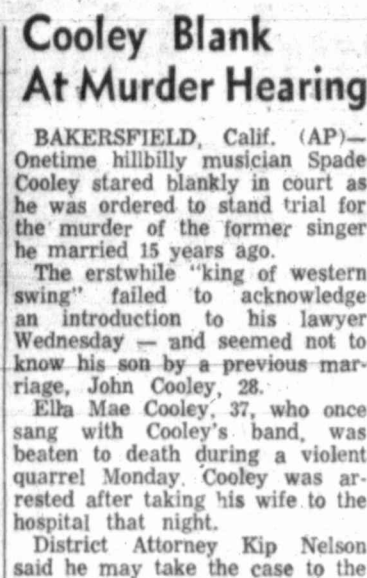 Cooley Blank
At Murder Hearing
BAKERSFIELD, Calif. (AP)—
Onetime hillbilly musician Spade
Cooley stared blankly in court as
he was ordered to stand trial for
the murder of the former singer
he married 15 years ago.
The erstwhile "king of western
swing" failed to acknowledge
an introduction to his lawyer
Wednesday — and seemed not to
know his son by a previous mar-
riage, John Cooley, 28.
Ella Mae Cooley, 37, who once
sang with Cooley's band, was
beaten to death during a violent
quarrel Monday. Cooley was ar-
rested after taking his wife to the
hospital that night.
District Attorney Kip Nelson
said he may take the case to the